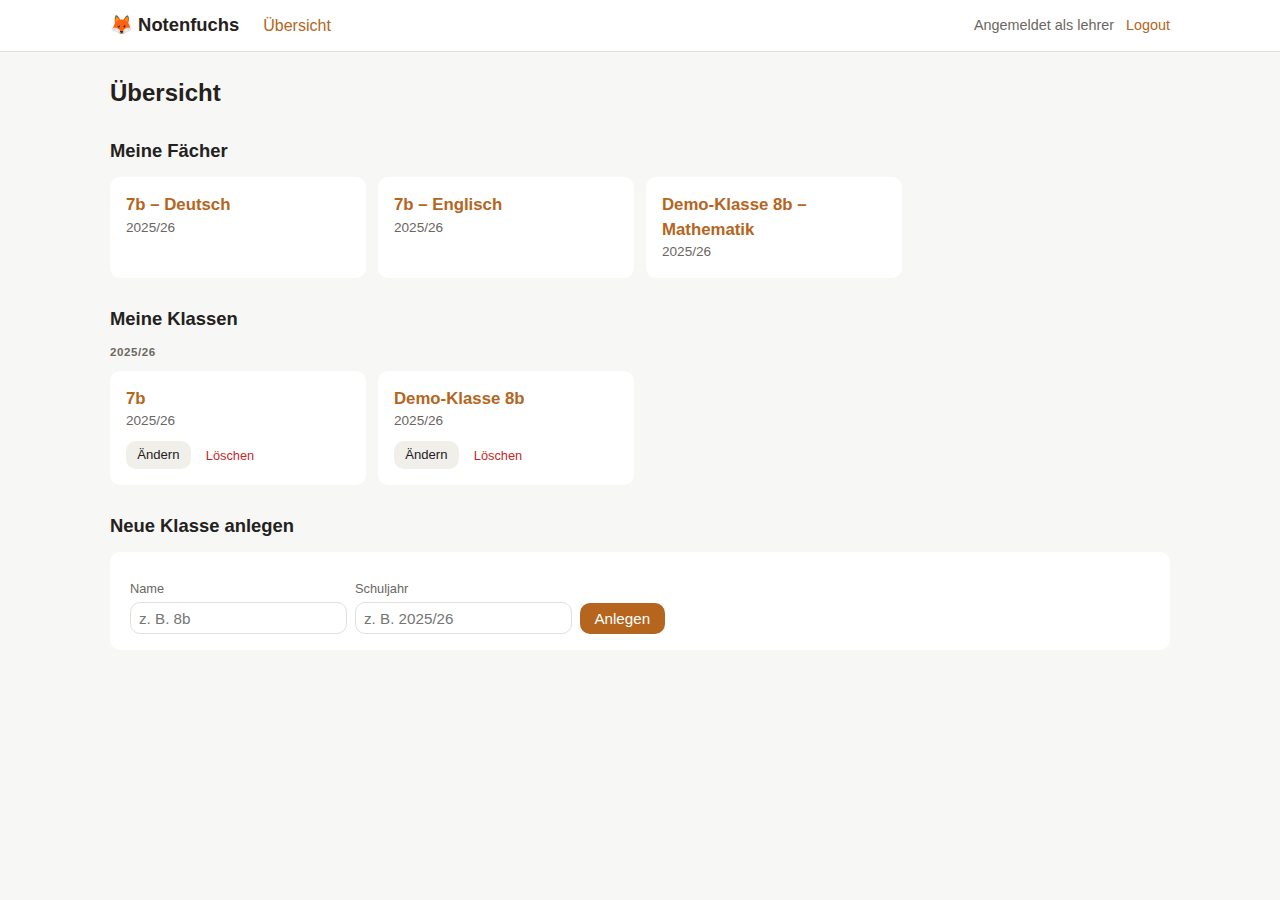 🦊 Notenfuchs Übersicht Angemeldet als lehrer Logout
Übersicht
Meine Fächer
7b – Deutsch
2025/26
7b – Englisch
2025/26
Demo-Klasse 8b –
Mathematik
2025/26
Meine Klassen
2025/26
7b
2025/26
Ändern Löschen
Demo-Klasse 8b
2025/26
Ändern Löschen
Neue Klasse anlegen
Name Schuljahr
z. B. 8b z. B. 2025/26 Anlegen